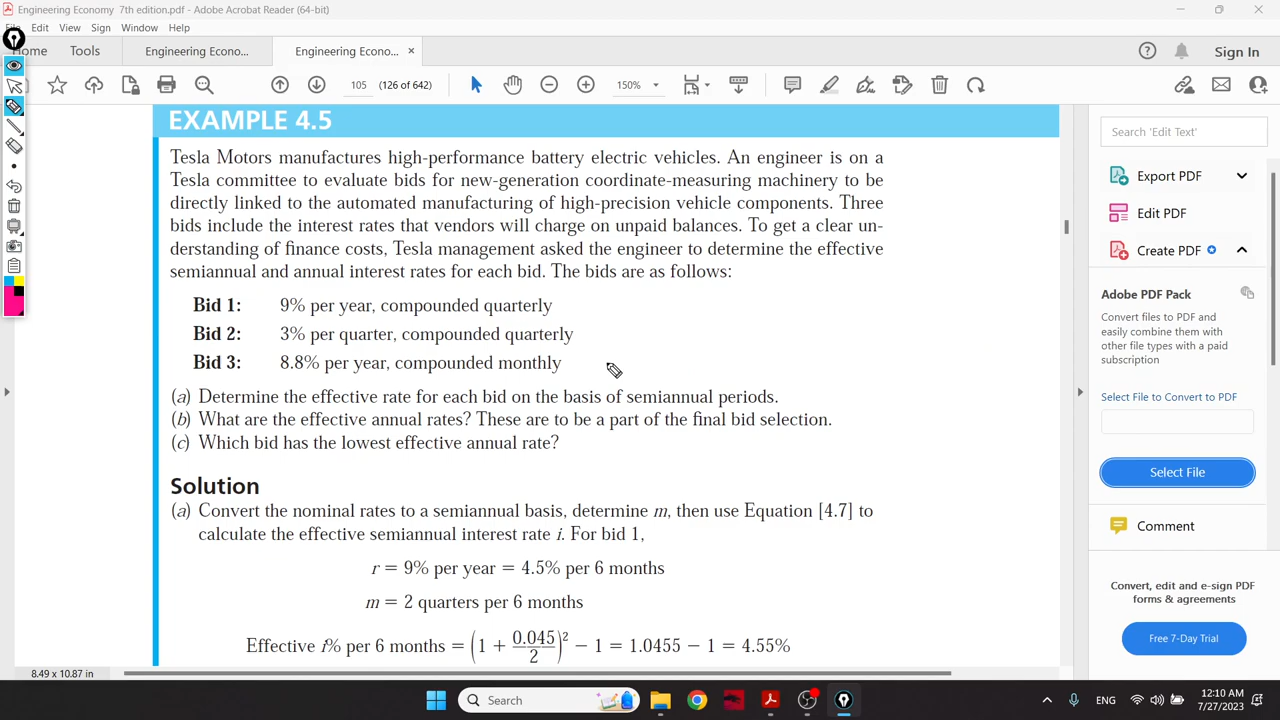 Engineering Economy  7th edition.pdf - Adobe Acrobat Reader (64-bit)
File Edit View Sign Window Help
Home Tools Engineering Econo... Engineering Econo... × Sign In
105 (126 of 642) 150%
EXAMPLE 4.5
Tesla Motors manufactures high-performance battery electric vehicles. An engineer is on a
Tesla committee to evaluate bids for new-generation coordinate-measuring machinery to be
directly linked to the automated manufacturing of high-precision vehicle components. Three
bids include the interest rates that vendors will charge on unpaid balances. To get a clear un-
derstanding of finance costs, Tesla management asked the engineer to determine the effective
semiannual and annual interest rates for each bid. The bids are as follows:
Bid 1: 9% per year, compounded quarterly
Bid 2: 3% per quarter, compounded quarterly
Bid 3: 8.8% per year, compounded monthly
(a) Determine the effective rate for each bid on the basis of semiannual periods.
(b) What are the effective annual rates? These are to be a part of the final bid selection.
(c) Which bid has the lowest effective annual rate?
Solution
(a) Convert the nominal rates to a semiannual basis, determine m, then use Equation [4.7] to
calculate the effective semiannual interest rate i. For bid 1,
r = 9% per year = 4.5% per 6 months
m = 2 quarters per 6 months
Effective i% per 6 months = (1 + 0.045/2)² − 1 = 1.0455 − 1 = 4.55%
Search 'Edit Text'
Export PDF
Edit PDF
Create PDF
Adobe PDF Pack
Convert files to PDF and
easily combine them with
other file types with a paid
subscription
Select File to Convert to PDF
Select File
Comment
Convert, edit and e-sign PDF
forms & agreements
Free 7-Day Trial
8.49 x 10.87 in
Search
ENG
12:10 AM
7/27/2023